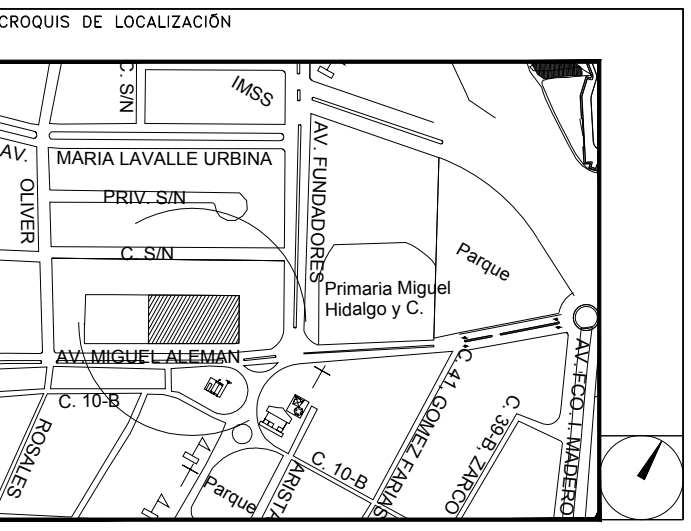 CROQUIS DE LOCALIZACIÓN
C. S/N
IMSS
AV.
OLIVER
MARIA LAVALLE URBINA
AV. FUNDADORES
PRIV. S/N
C. S/N
Parque
Primaria Miguel
Hidalgo y C.
AV. MIGUEL ALEMAN
C. 10-B
ROSALES
C. 41, GOMEZ FARIAS
C. 39-B, ZARCO
AV. FCO. I. MADERO
C. 10-B
ARISTA
Parque